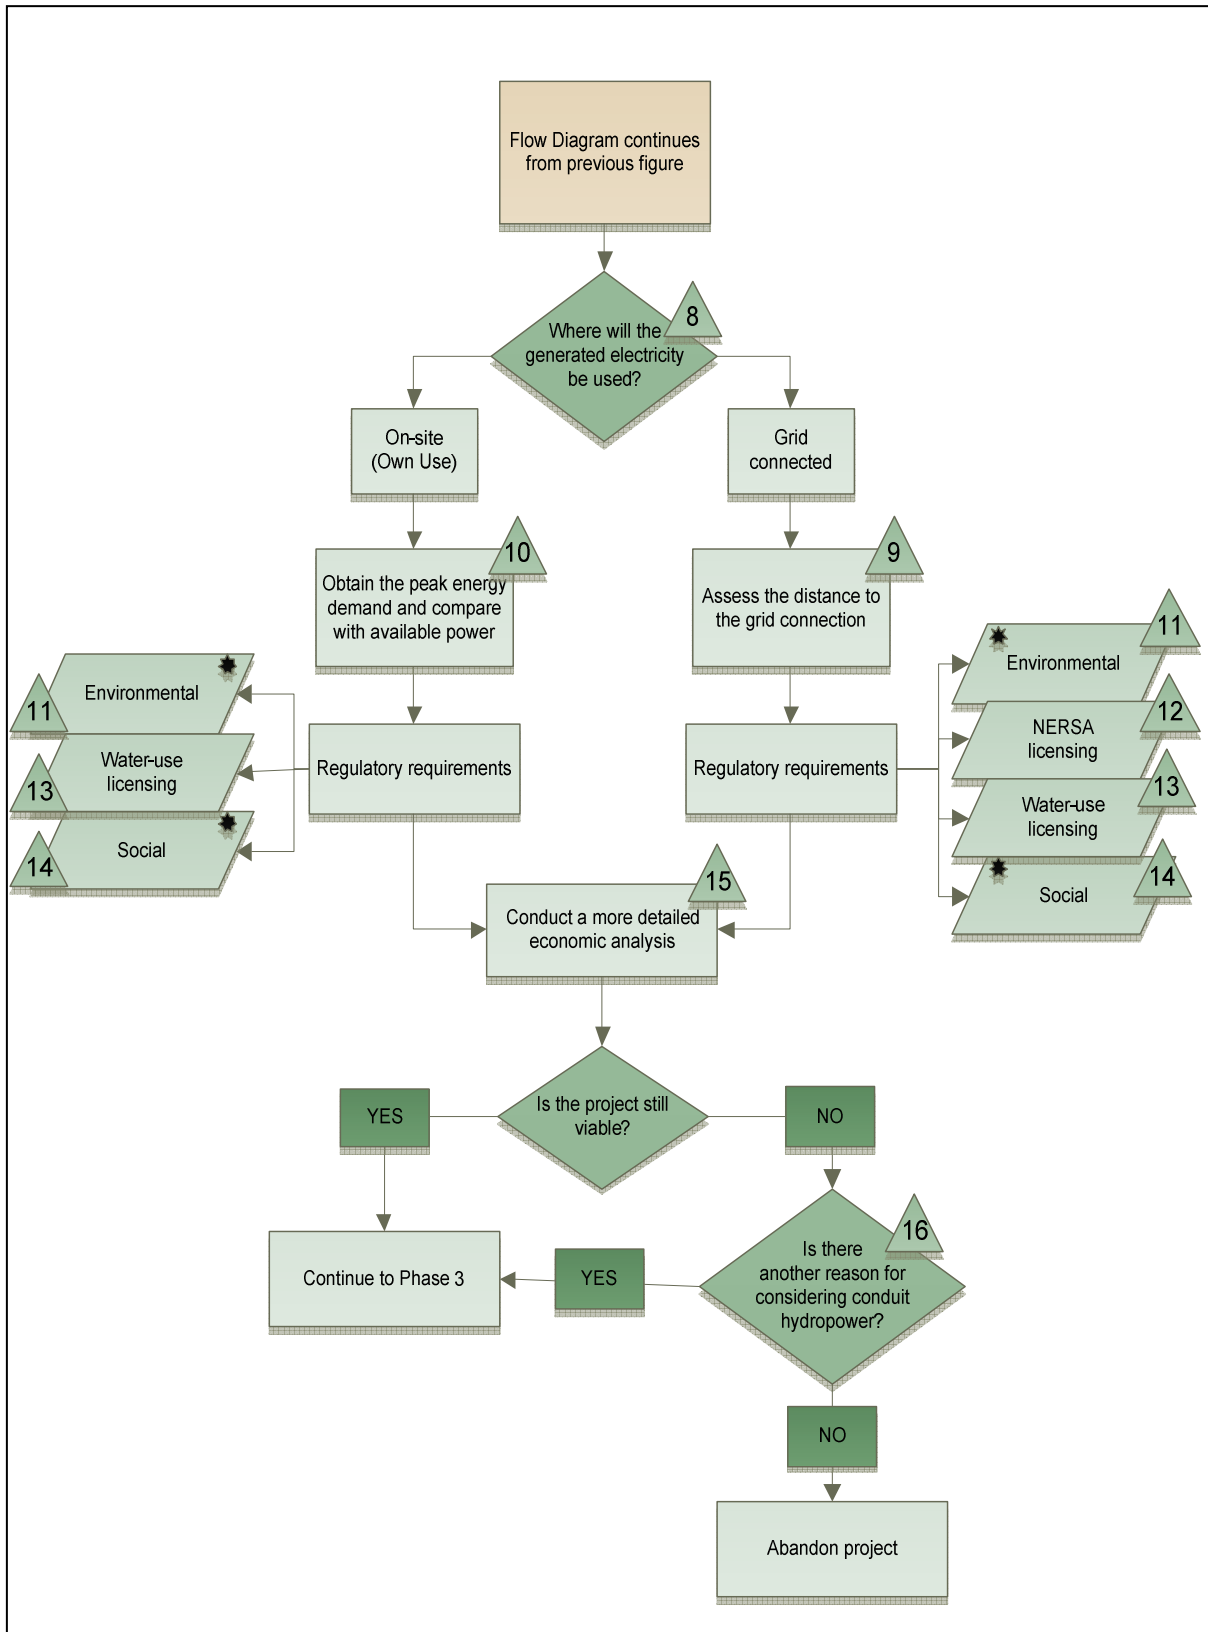 Flow Diagram continues
from previous figure
8
Where will the
generated electricity
be used?
On-site
(Own Use)
Grid
connected
10
Obtain the peak energy
demand and compare
with available power
9
Assess the distance to
the grid connection
11
Environmental
13
Water-use
licensing
14
Social
Regulatory requirements
Regulatory requirements
11
Environmental
12
NERSA
licensing
13
Water-use
licensing
14
Social
15
Conduct a more detailed
economic analysis
Is the project still
viable?
YES
NO
16
Is there
another reason for
considering conduit
hydropower?
YES
Continue to Phase 3
NO
Abandon project